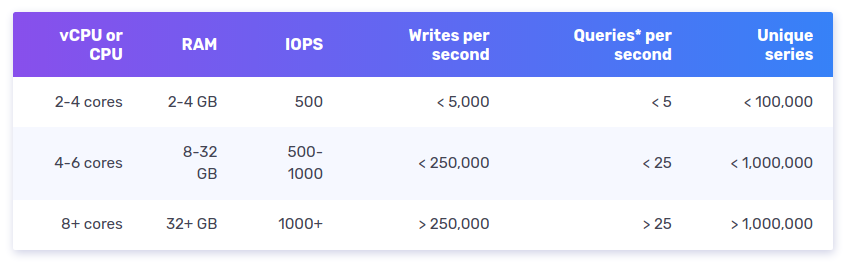 vCPU or CPU RAM IOPS Writes per second Queries* per second Unique series
2-4 cores 2-4 GB 500 < 5,000 < 5 < 100,000
4-6 cores 8-32 GB 500-1000 < 250,000 < 25 < 1,000,000
8+ cores 32+ GB 1000+ > 250,000 > 25 > 1,000,000